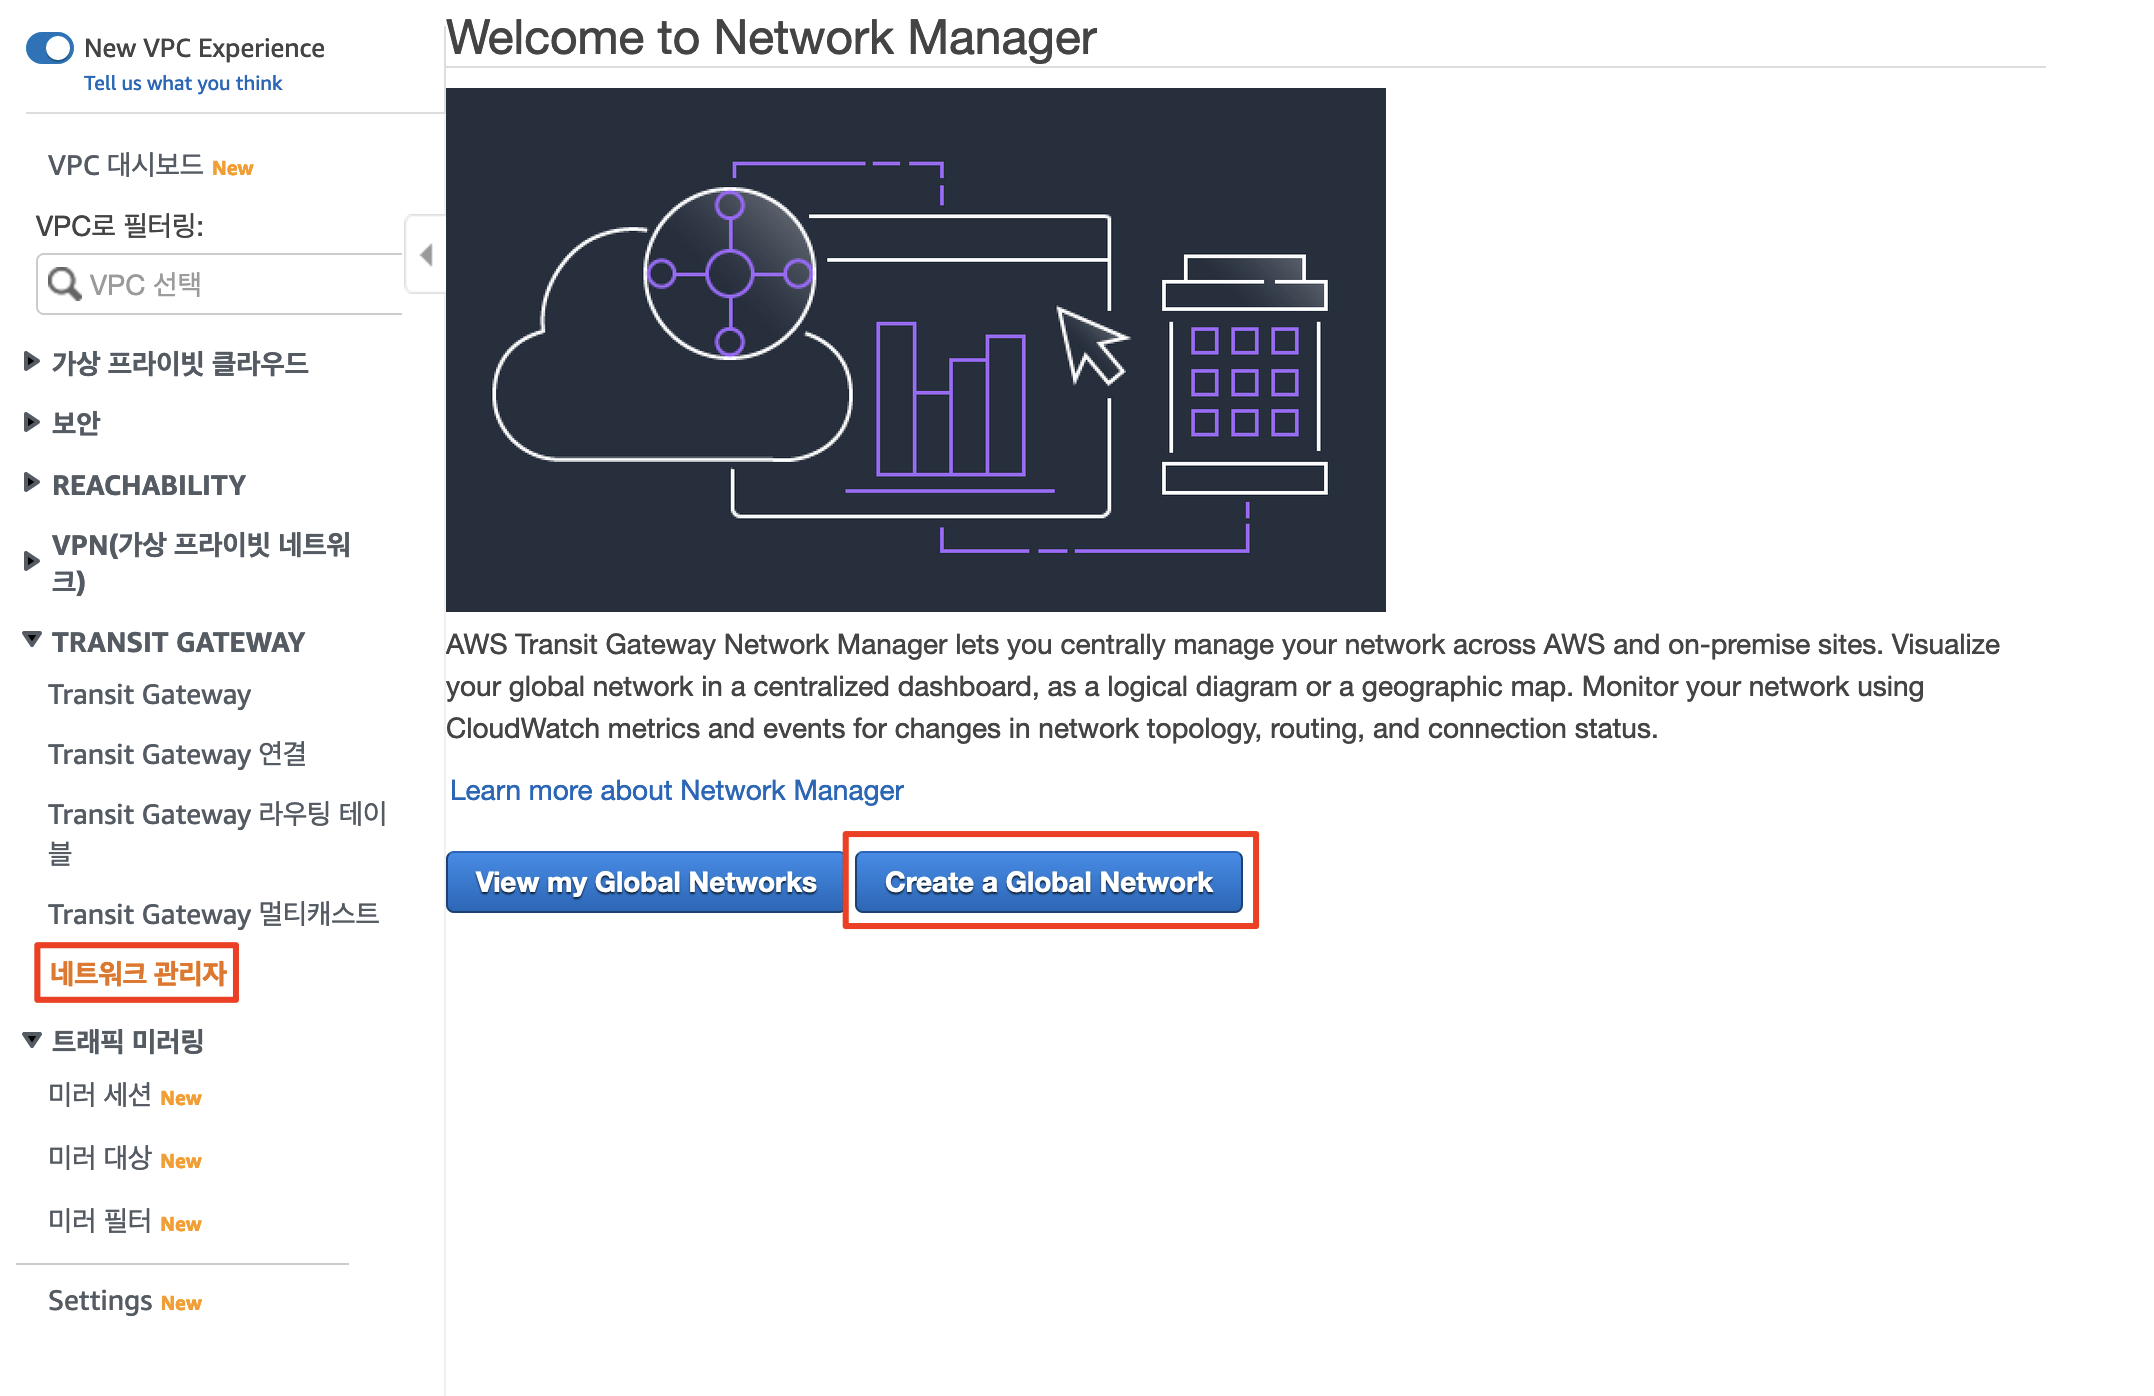 New VPC Experience
Tell us what you think
VPC 대시보드 New
VPC로 필터링:
VPC 선택
가상 프라이빗 클라우드
보안
REACHABILITY
VPN(가상 프라이빗 네트워
크)
TRANSIT GATEWAY
Transit Gateway
Transit Gateway 연결
Transit Gateway 라우팅 테이
블
Transit Gateway 멀티캐스트
네트워크 관리자
트래픽 미러링
미러 세션 New
미러 대상 New
미러 필터 New
Settings New
Welcome to Network Manager
AWS Transit Gateway Network Manager lets you centrally manage your network across AWS and on-premise sites. Visualize
your global network in a centralized dashboard, as a logical diagram or a geographic map. Monitor your network using
CloudWatch metrics and events for changes in network topology, routing, and connection status.
Learn more about Network Manager
View my Global Networks
Create a Global Network